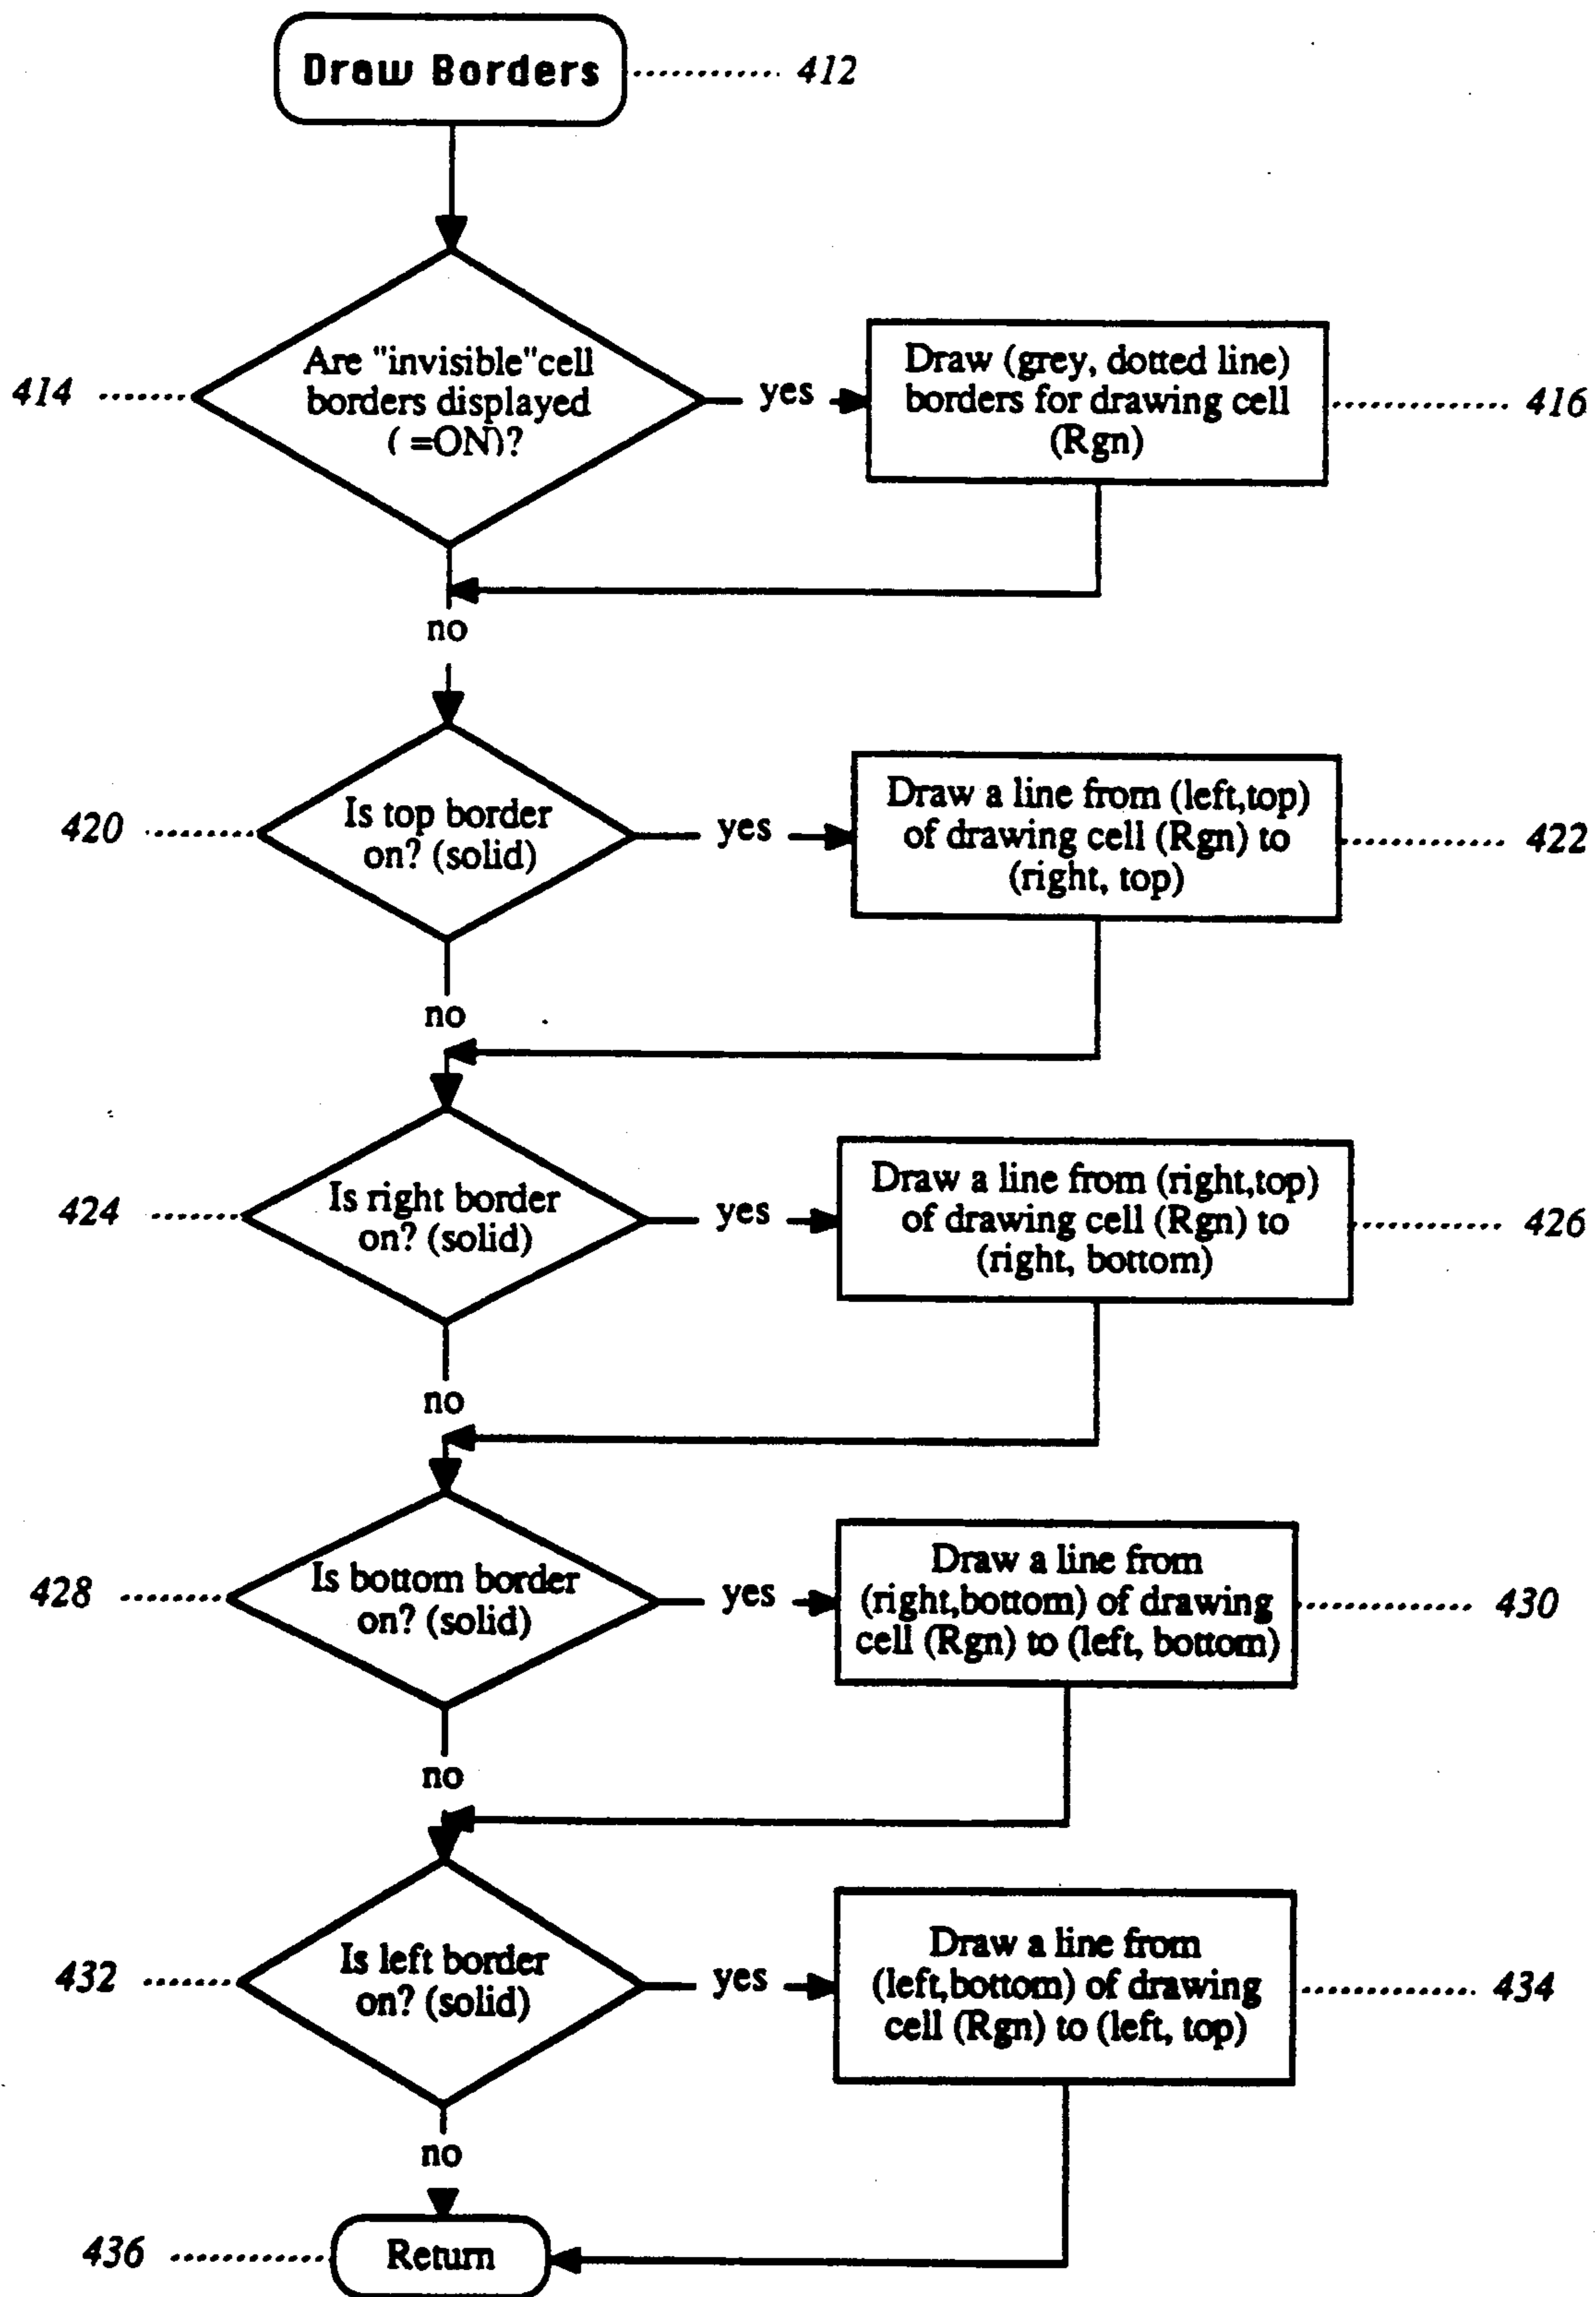 Draw Borders
412
Are "invisible"cell
borders displayed
( =ON)?
414
yes
Draw (grey, dotted line)
borders for drawing cell
(Rgn)
416
no
420
Is top border
on? (solid)
yes
Draw a line from (left,top)
of drawing cell (Rgn) to
(right, top)
422
no
424
Is right border
on? (solid)
yes
Draw a line from (right,top)
of drawing cell (Rgn) to
(right, bottom)
426
no
428
Is bottom border
on? (solid)
yes
Draw a line from
(right,bottom) of drawing
cell (Rgn) to (left, bottom)
430
no
432
Is left border
on? (solid)
yes
Draw a line from
(left,bottom) of drawing
cell (Rgn) to (left, top)
434
no
436
Return